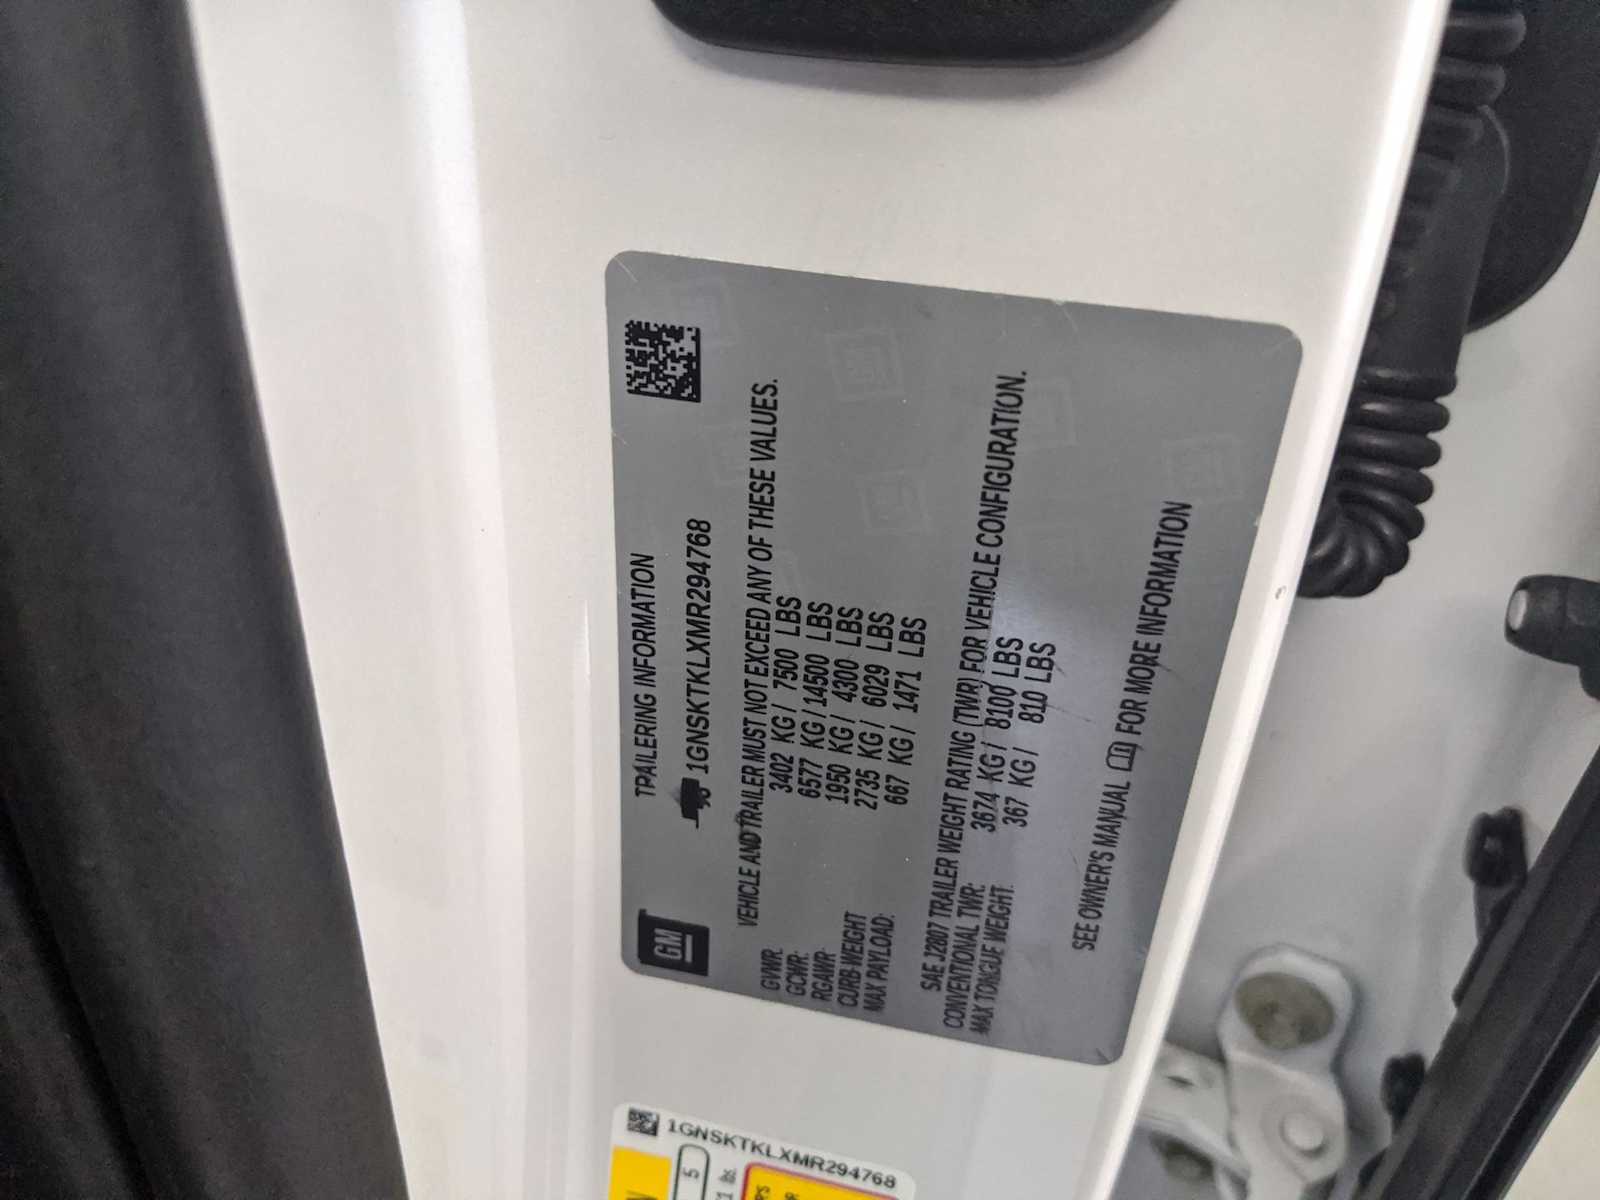 GM
TRAILERING INFORMATION
1GNSKTKLXMR294768
VEHICLE AND TRAILER MUST NOT EXCEED ANY OF THESE VALUES.
GVWR: 3402 KG / 7500 LBS
GCWR: 6577 KG / 14500 LBS
RGAWR: 1950 KG / 4300 LBS
CURB WEIGHT 2735 KG / 6029 LBS
MAX PAYLOAD: 667 KG / 1471 LBS
SAE J2807 TRAILER WEIGHT RATING (TWR) FOR VEHICLE CONFIGURATION.
CONVENTIONAL TWR: 3674 KG / 8100 LBS
MAX TONGUE WEIGHT: 367 KG / 810 LBS
SEE OWNER'S MANUAL FOR MORE INFORMATION
1GNSKTKLXMR294768
5
lbs.